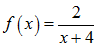 f(x) = 2/(x+4)